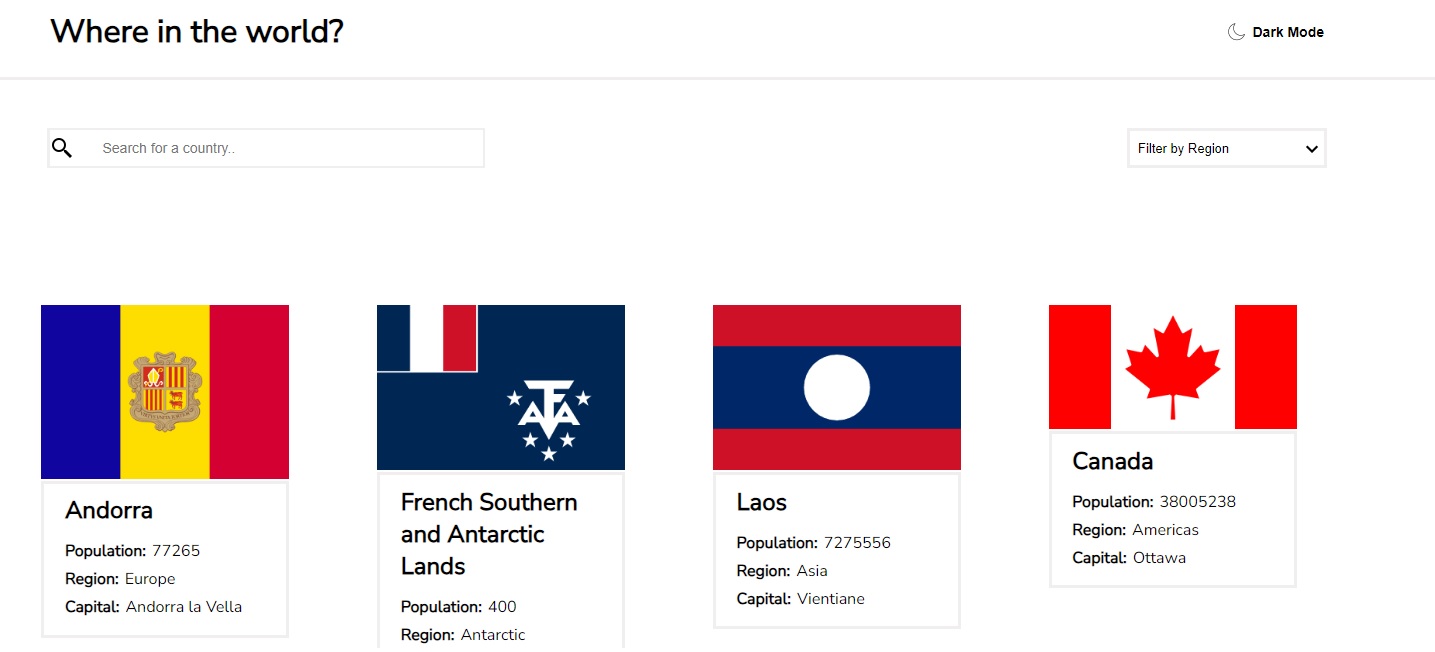 Where in the world?
Dark Mode
Search for a country..
Filter by Region
Andorra
Population: 77265
Region: Europe
Capital: Andorra la Vella
French Southern
and Antarctic
Lands
Population: 400
Region: Antarctic
Laos
Population: 7275556
Region: Asia
Capital: Vientiane
Canada
Population: 38005238
Region: Americas
Capital: Ottawa